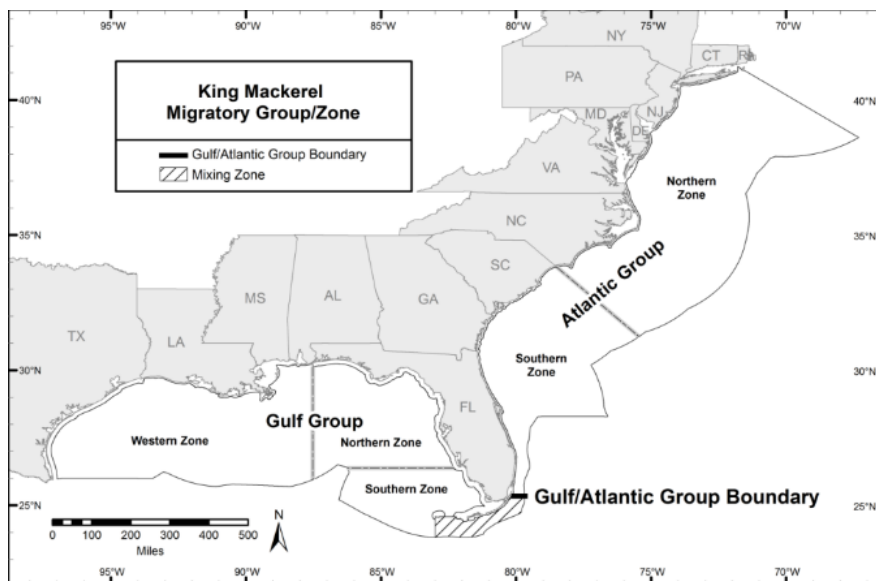 95°W 90°W 85°W 80°W 75°W 70°W
King Mackerel
Migratory Group/Zone
Gulf/Atlantic Group Boundary
Mixing Zone
40°N
35°N
30°N
25°N
NY
CT
RI
PA
NJ
MD
DE
VA
NC
SC
TX
LA
MS
AL
GA
FL
Northern
Zone
Atlantic Group
Southern
Zone
Gulf Group
Western Zone
Northern Zone
Southern Zone
Gulf/Atlantic Group Boundary
40°N
35°N
30°N
25°N
N
0 100 200 300 400 500
Miles
95°W 90°W 85°W 80°W 75°W 70°W